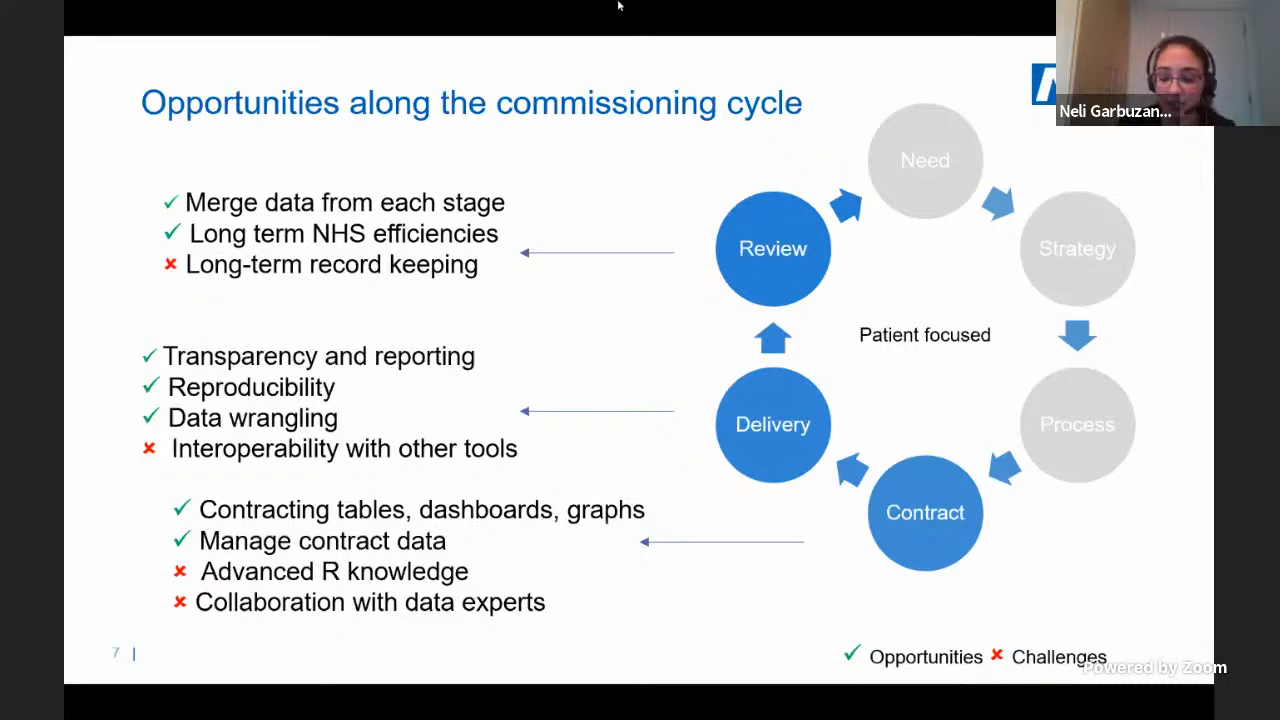 Opportunities along the commissioning cycle
Neli Garbuzan...
✓ Merge data from each stage
✓ Long term NHS efficiencies
✘ Long-term record keeping
✓ Transparency and reporting
✓ Reproducibility
✓ Data wrangling
✘ Interoperability with other tools
✓ Contracting tables, dashboards, graphs
✓ Manage contract data
✘ Advanced R knowledge
✘ Collaboration with data experts
Need
Strategy
Process
Contract
Delivery
Review
Patient focused
7 |
✓ Opportunities ✘ Challenges
Powered by Zoom